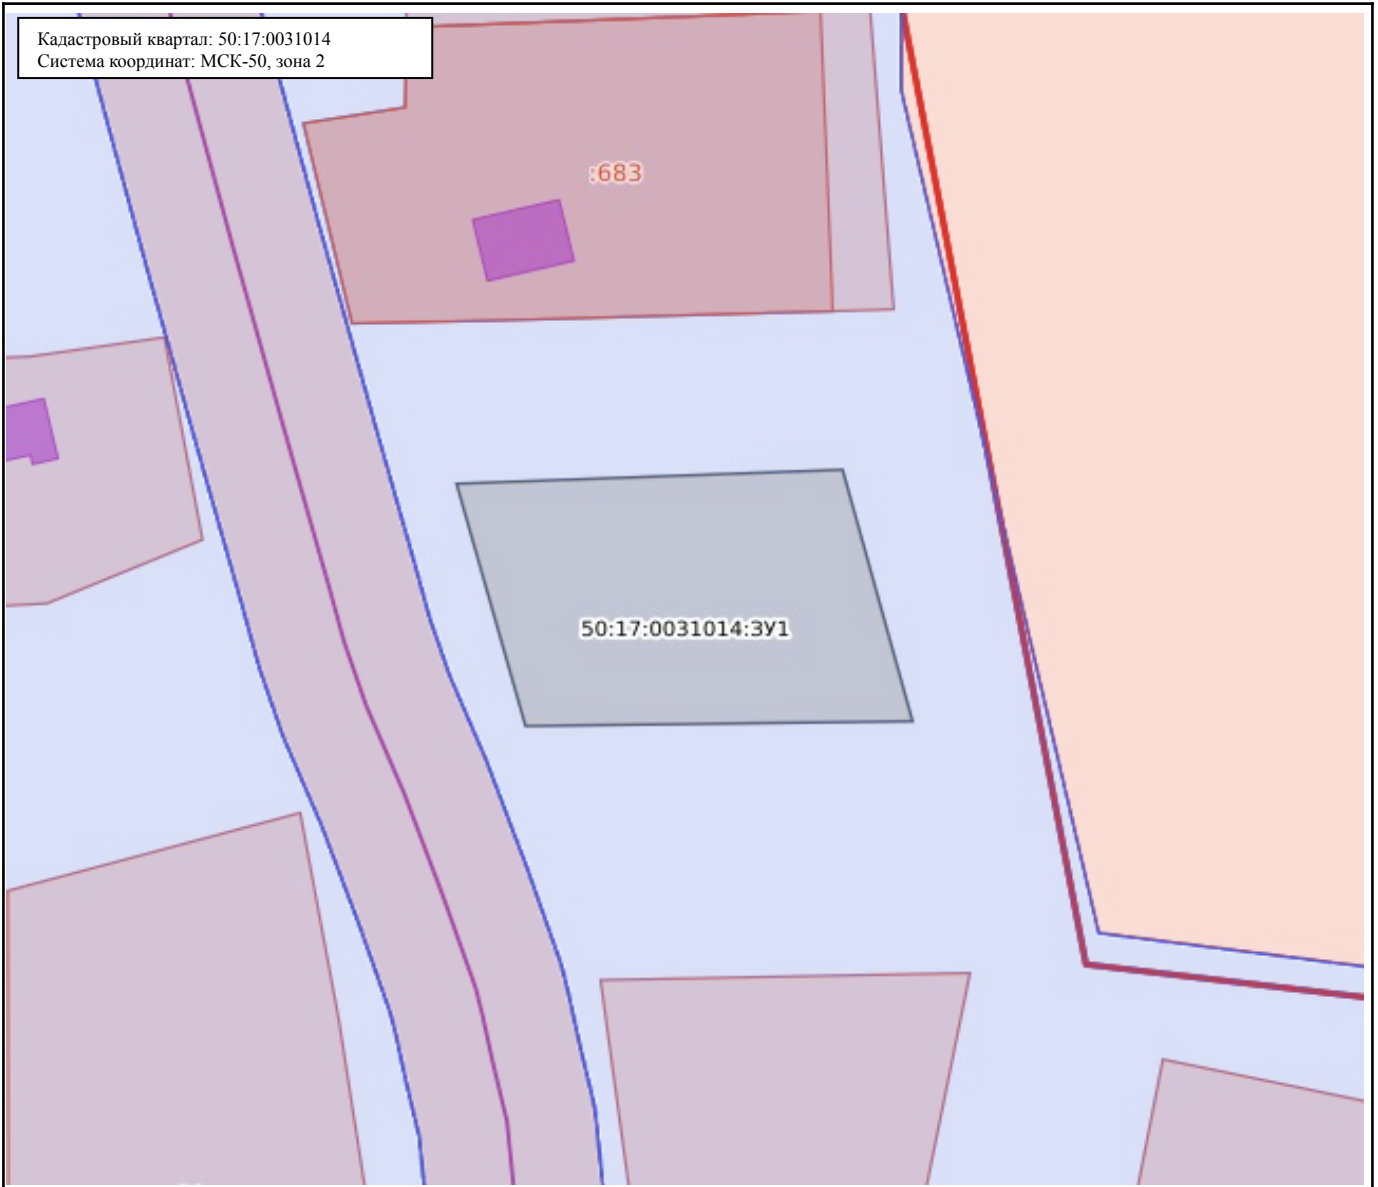 Кадастровый квартал: 50:17:0031014
Система координат: МСК-50, зона 2
:683
50:17:0031014:ЗУ1